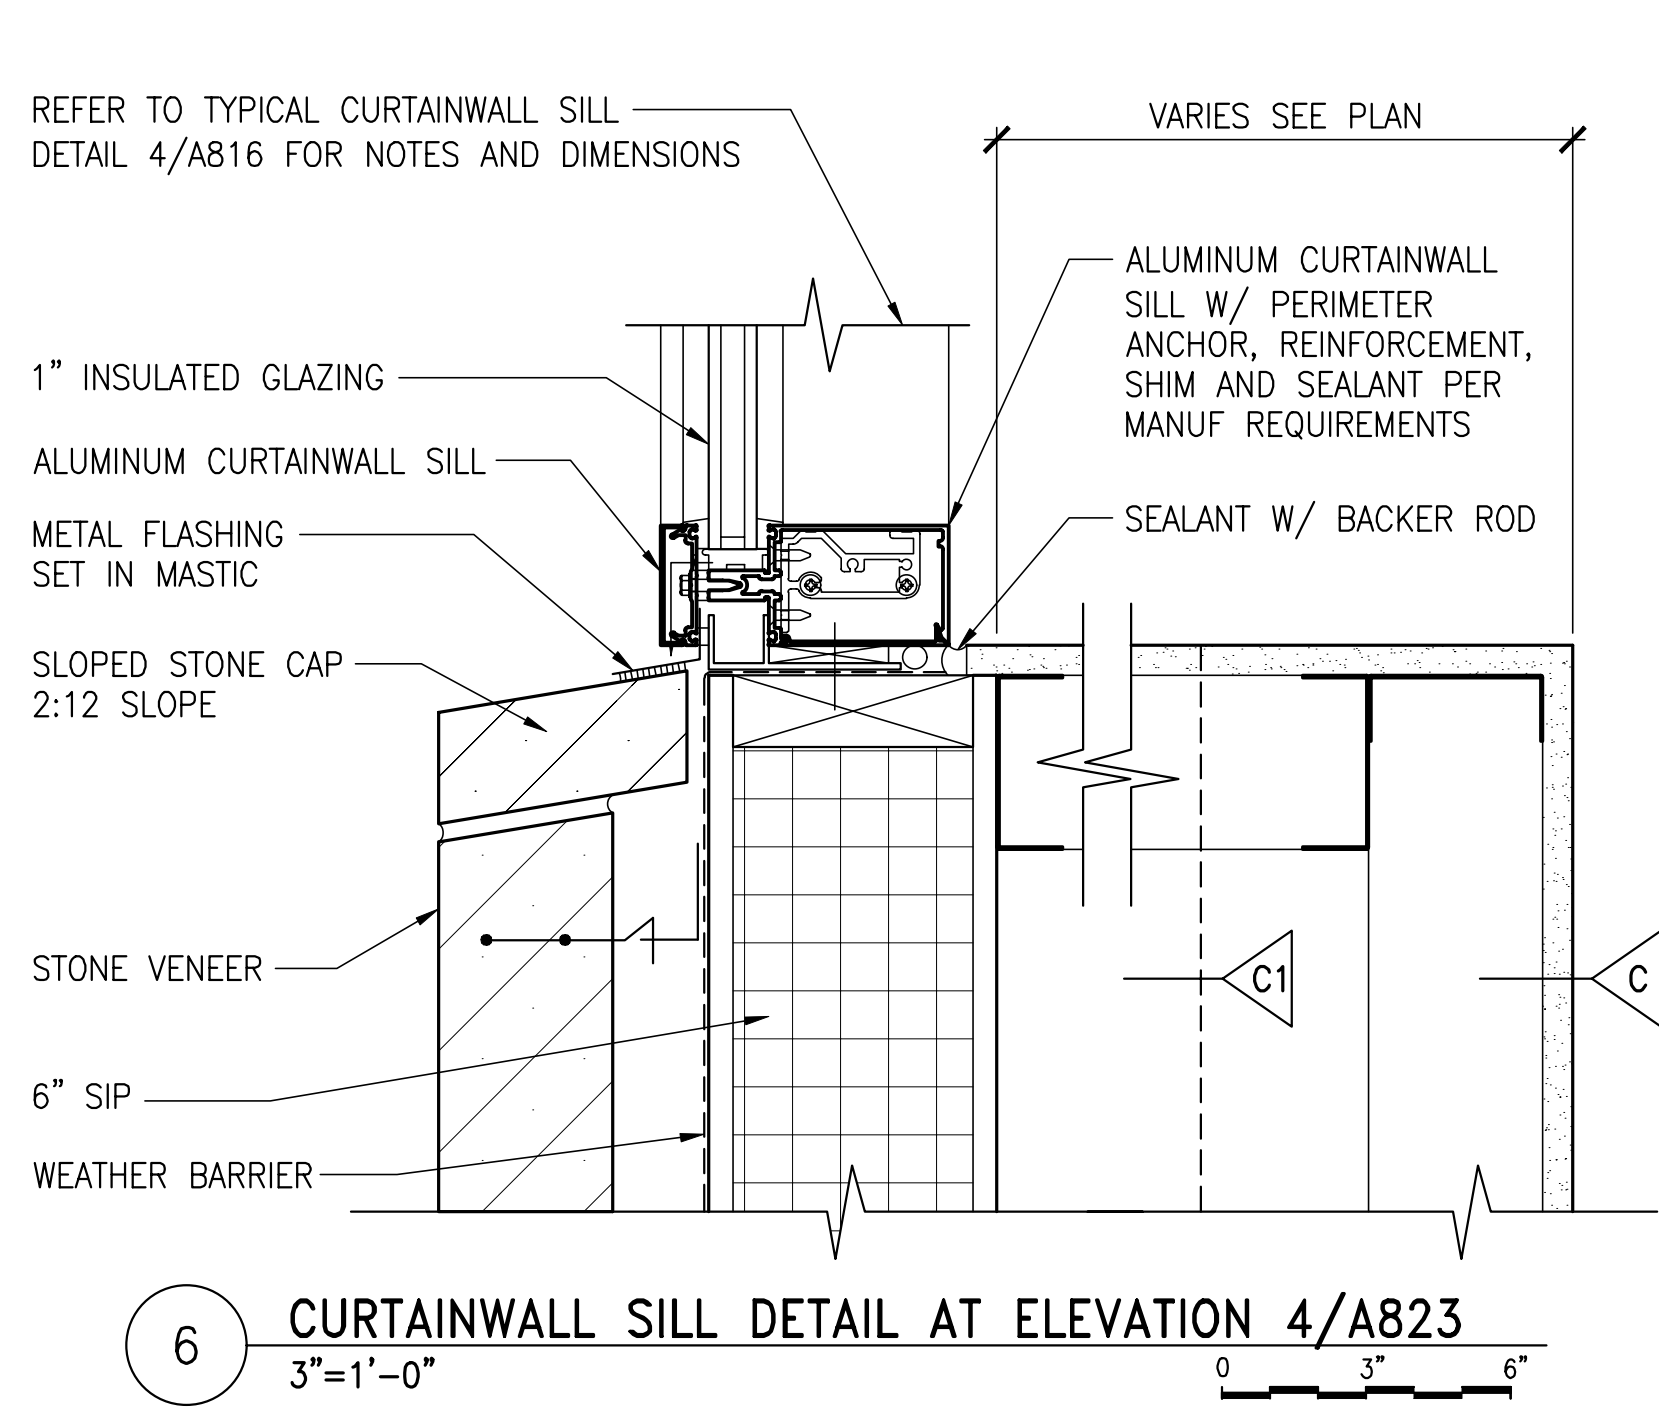 REFER TO TYPICAL CURTAINWALL SILL
DETAIL 4/A816 FOR NOTES AND DIMENSIONS
VARIES SEE PLAN
ALUMINUM CURTAINWALL
SILL W/ PERIMETER
ANCHOR, REINFORCEMENT,
SHIM AND SEALANT PER
MANUF REQUIREMENTS
1” INSULATED GLAZING
ALUMINUM CURTAINWALL SILL
SEALANT W/ BACKER ROD
METAL FLASHING
SET IN MASTIC
SLOPED STONE CAP
2:12 SLOPE
STONE VENEER
C1
C
6” SIP
WEATHER BARRIER
6
CURTAINWALL SILL DETAIL AT ELEVATION 4/A823
3”=1'-0”
0 3” 6”